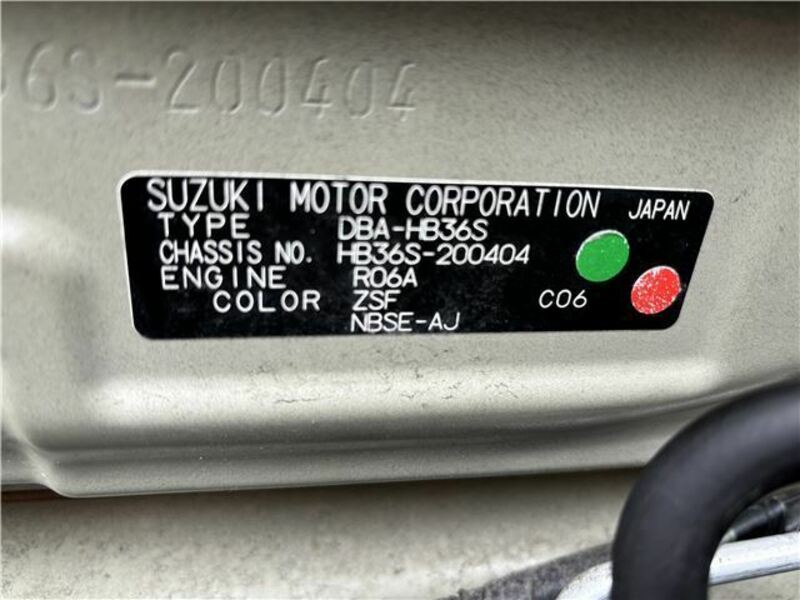 6S-200404
SUZUKI MOTOR CORPORATION JAPAN
TYPE DBA-HB36S
CHASSIS NO. HB36S-200404
ENGINE R06A
COLOR ZSF C06
NBSE-AJ